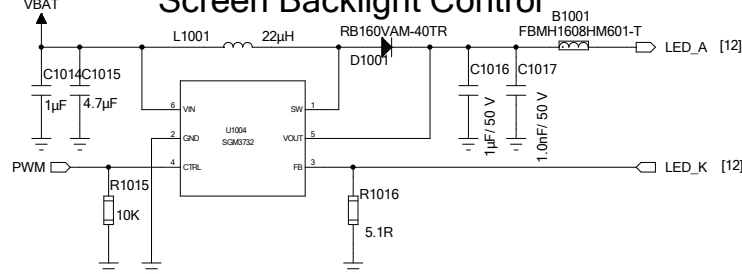 Screen Backlight Control
VBAT
L1001
22μH
RB160VAM-40TR
D1001
B1001
FBMH1608HM601-T
LED_A [12]
C1014
1μF
C1015
4.7μF
C1016
1μF/ 50 V
C1017
1.0nF/ 50 V
6 VIN
2 GND
4 CTRL
U1004
SGM3732
SW 1
VOUT 5
FB 3
PWM
R1015
10K
R1016
5.1R
LED_K [12]